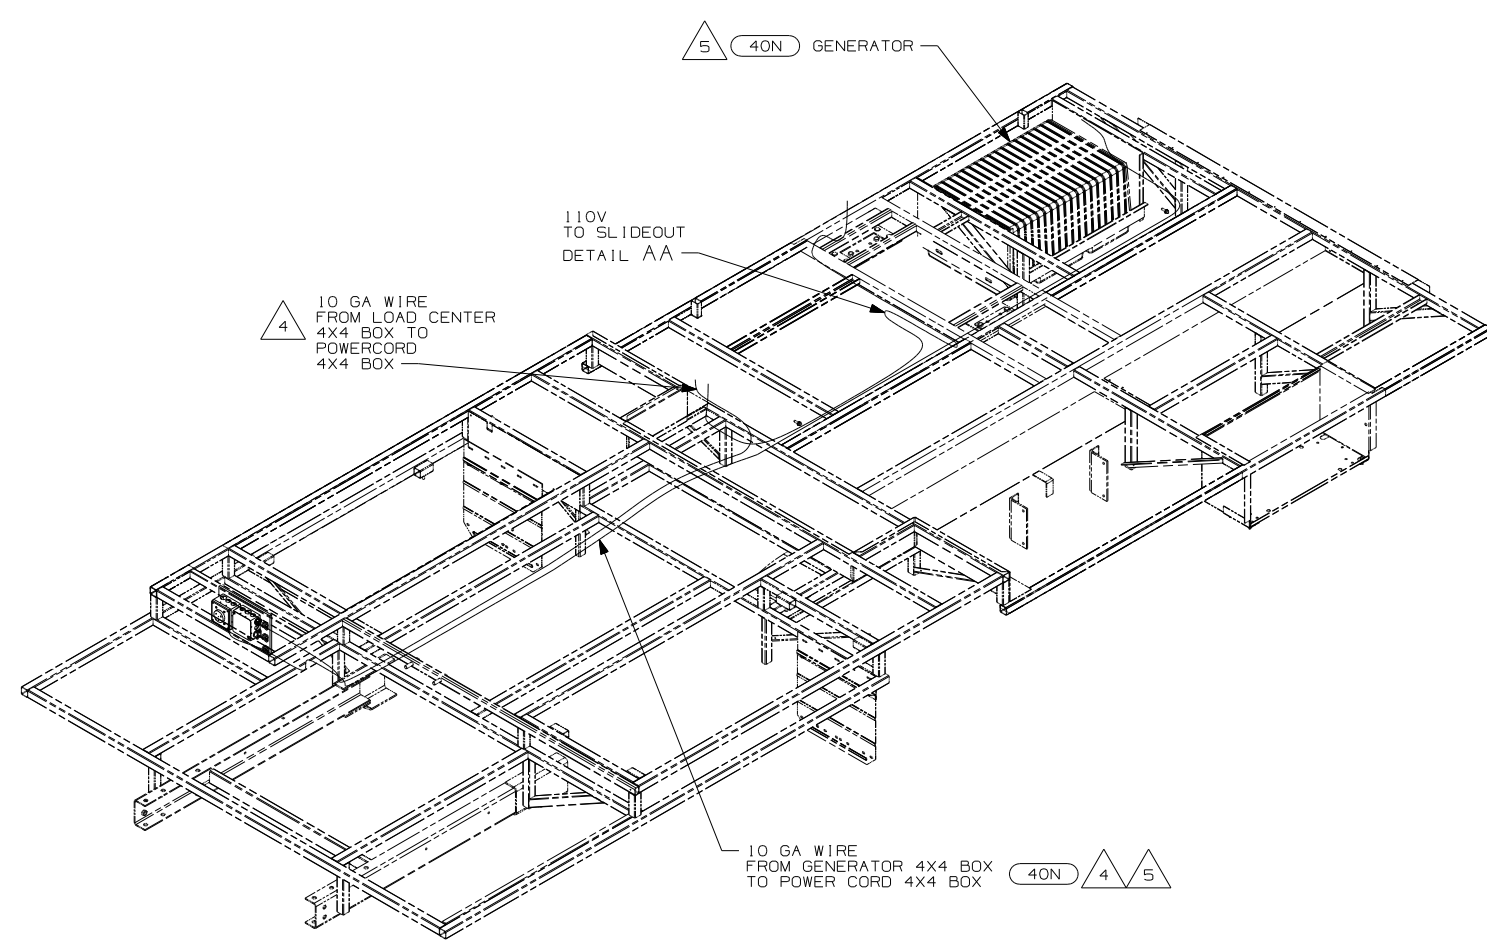 5 40N GENERATOR
110V
TO SLIDEOUT
DETAIL AA
4
10 GA WIRE
FROM LOAD CENTER
4X4 BOX TO
POWERCORD
4X4 BOX
10 GA WIRE
FROM GENERATOR 4X4 BOX
TO POWER CORD 4X4 BOX
40N 4 5